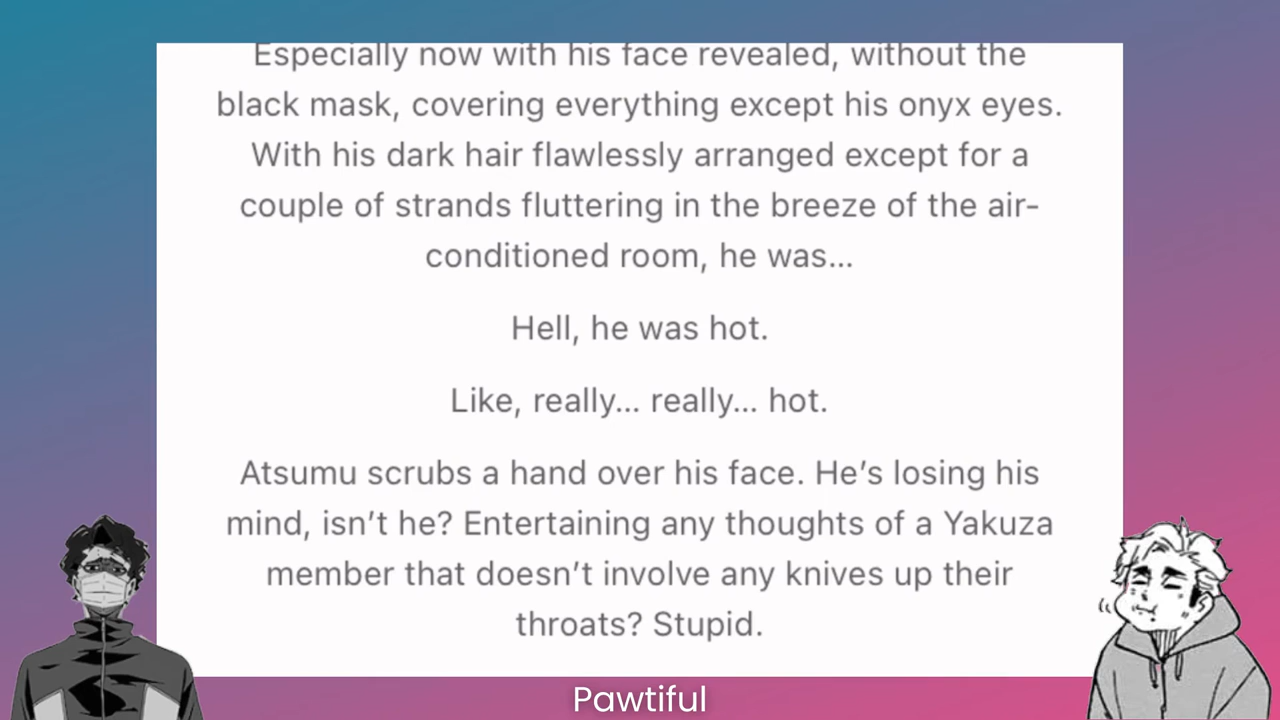 Especially now with his face revealed, without the
black mask, covering everything except his onyx eyes.
With his dark hair flawlessly arranged except for a
couple of strands fluttering in the breeze of the air-
conditioned room, he was...
Hell, he was hot.
Like, really... really... hot.
Atsumu scrubs a hand over his face. He’s losing his
mind, isn’t he? Entertaining any thoughts of a Yakuza
member that doesn’t involve any knives up their
throats? Stupid.
Pawtiful